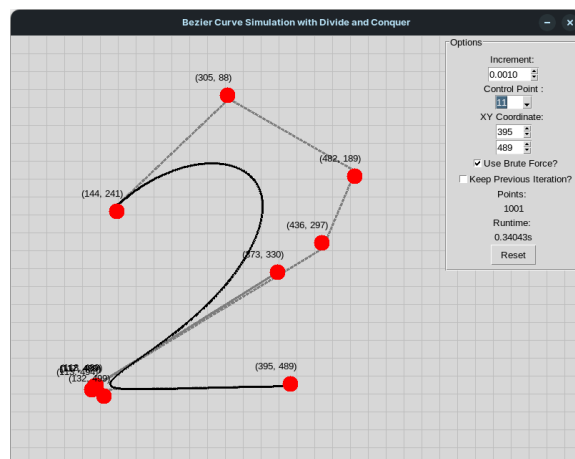 Bezier Curve Simulation with Divide and Conquer
Options
Increment:
0.0010
Control Point :
11
XY Coordinate:
395
489
Use Brute Force?
Keep Previous Iteration?
Points:
1001
Runtime:
0.34043s
Reset
(305, 88)
(482, 189)
(144, 241)
(436, 297)
(373, 330)
(395, 489)
(132, 499)